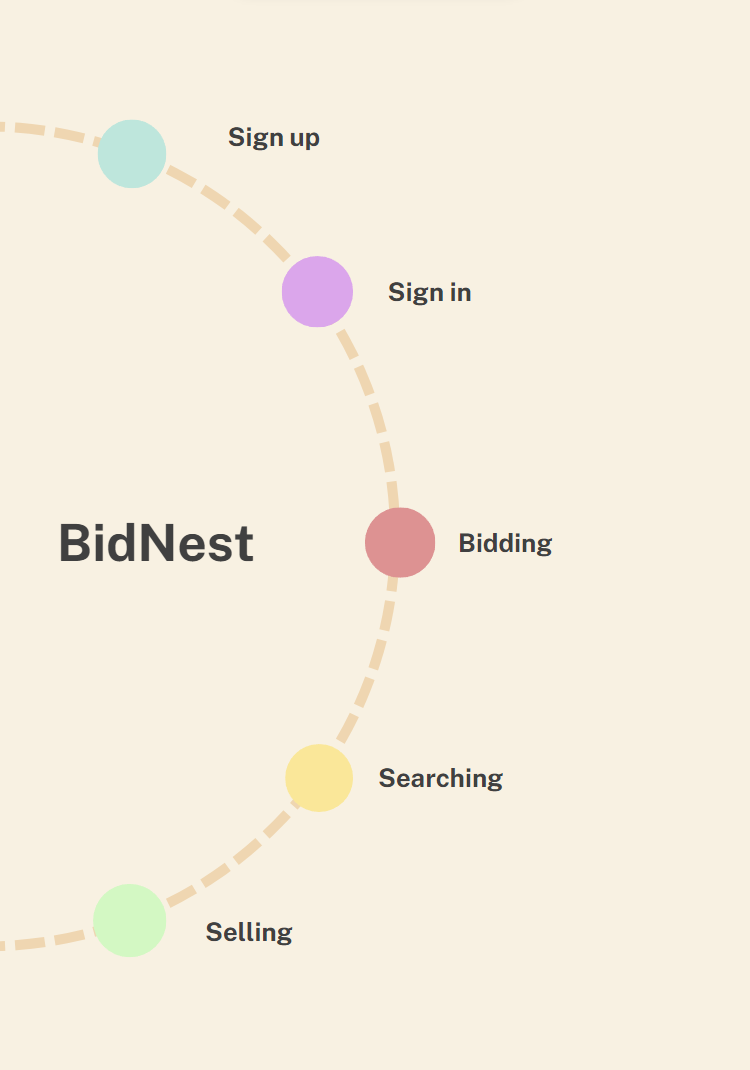 Sign up
Sign in
BidNest
Bidding
Searching
Selling